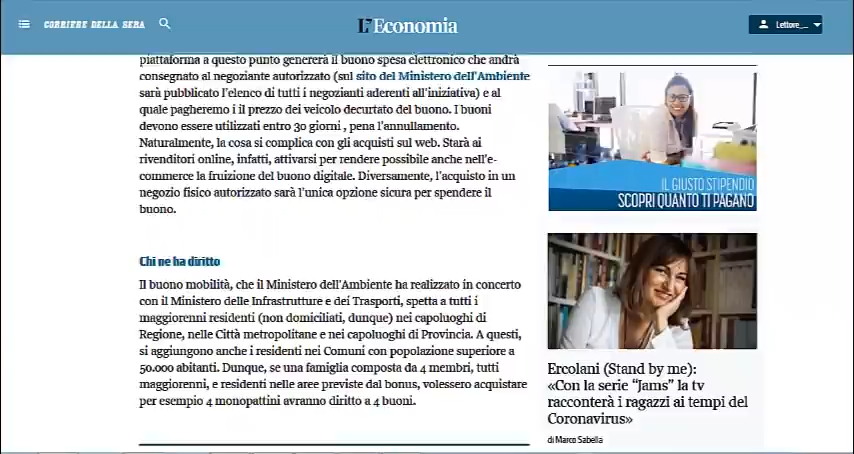 CORRIERE DELLA SERA
L'Economia
Lettore_...
piattaforma a questo punto genererà il buono spesa elettronico che andrà
consegnato al negoziante autorizzato (sul sito del Ministero dell'Ambiente
sarà pubblicato l'elenco di tutti i negozianti aderenti all'iniziativa) e al
quale pagheremo i il prezzo dei veicolo decurtato del buono. I buoni
devono essere utilizzati entro 30 giorni , pena l'annullamento.
Naturalmente, la cosa si complica con gli acquisti sul web. Starà ai
rivenditori online, infatti, attivarsi per rendere possibile anche nell'e-
commerce la fruizione del buono digitale. Diversamente, l'acquisto in un
negozio fisico autorizzato sarà l'unica opzione sicura per spendere il
buono.
Chi ne ha diritto
Il buono mobilità, che il Ministero dell'Ambiente ha realizzato in concerto
con il Ministero delle Infrastrutture e dei Trasporti, spetta a tutti i
maggiorenni residenti (non domiciliati, dunque) nei capoluoghi di
Regione, nelle Città metropolitane e nei capoluoghi di Provincia. A questi,
si aggiungono anche i residenti nei Comuni con popolazione superiore a
50.000 abitanti. Dunque, se una famiglia composta da 4 membri, tutti
maggiorenni, e residenti nelle aree previste dal bonus, volessero acquistare
per esempio 4 monopattini avranno diritto a 4 buoni.
IL GIUSTO STIPENDIO
SCOPRI QUANTO TI PAGANO
Ercolani (Stand by me):
«Con la serie “Jams” la tv
racconterà i ragazzi ai tempi del
Coronavirus»
di Marco Sabella